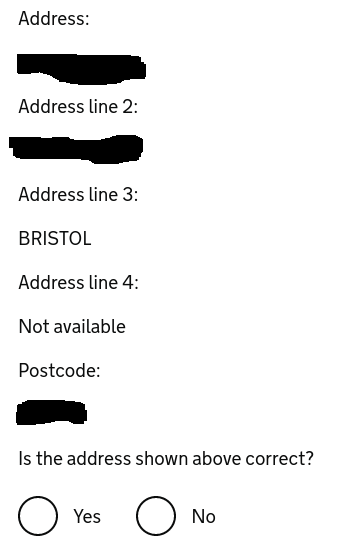 Address:
Address line 2:
Address line 3:
BRISTOL
Address line 4:
Not available
Postcode:
Is the address shown above correct?
Yes No